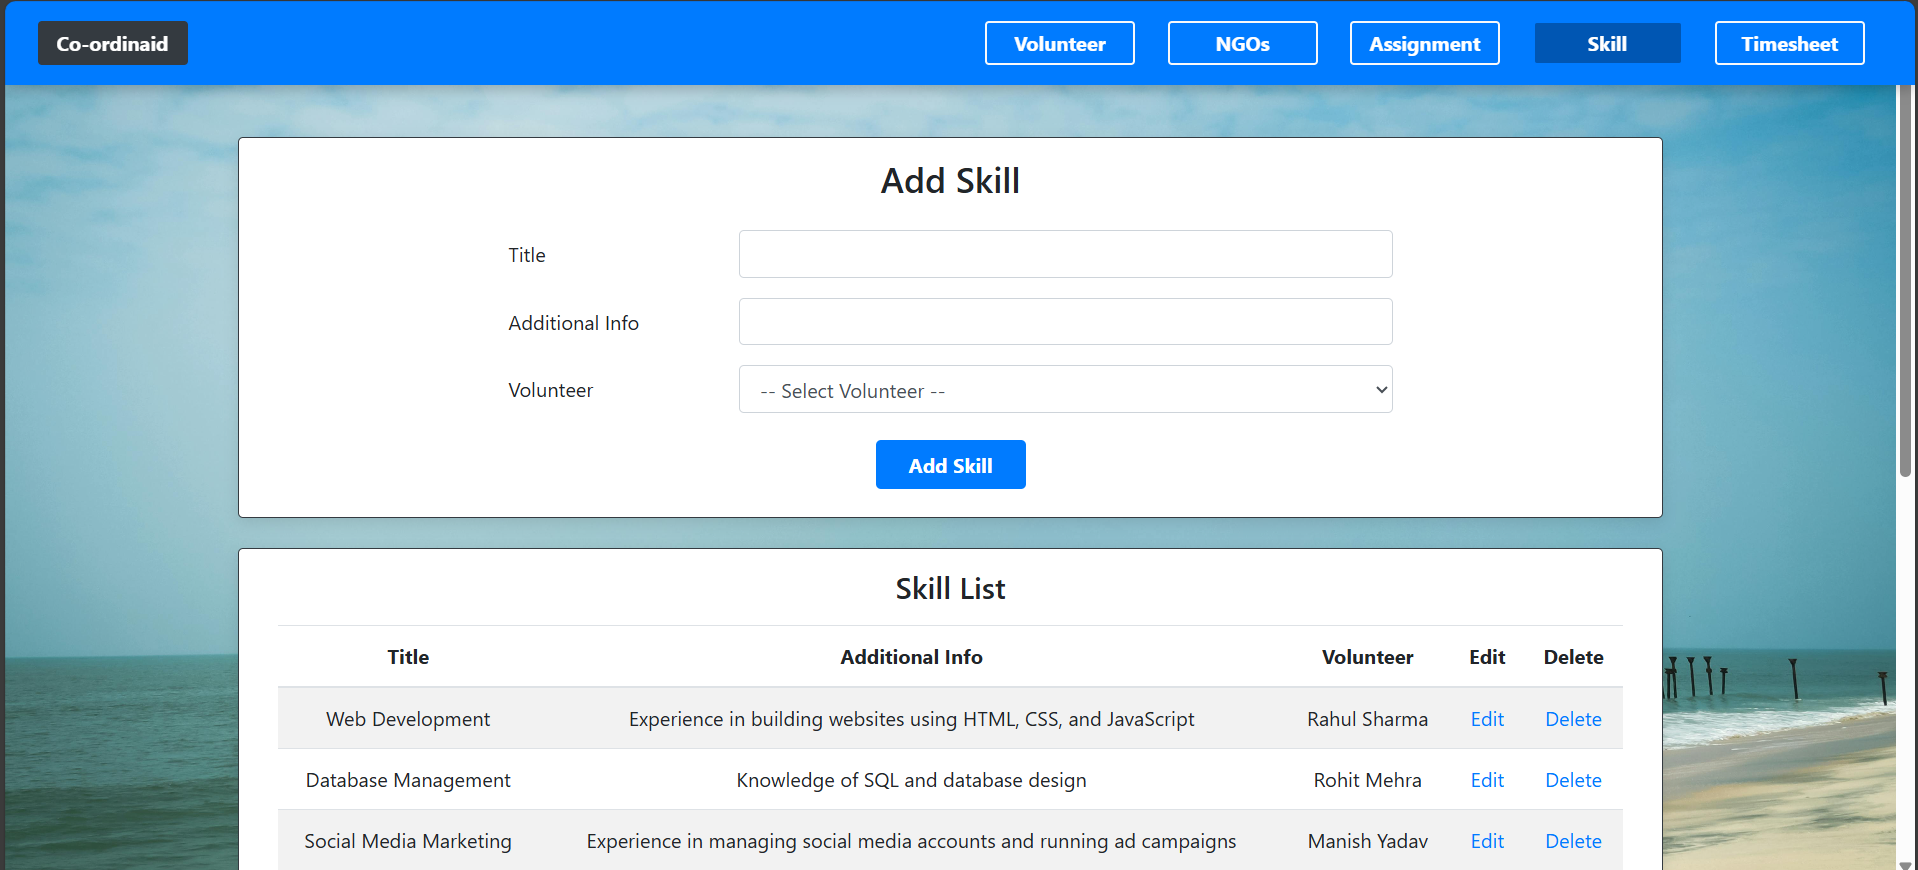 Co-ordinaid Volunteer NGOs Assignment Skill Timesheet
Add Skill
Title
Additional Info
Volunteer -- Select Volunteer --
Add Skill
Skill List
Title Additional Info Volunteer Edit Delete
Web Development Experience in building websites using HTML, CSS, and JavaScript Rahul Sharma Edit Delete
Database Management Knowledge of SQL and database design Rohit Mehra Edit Delete
Social Media Marketing Experience in managing social media accounts and running ad campaigns Manish Yadav Edit Delete